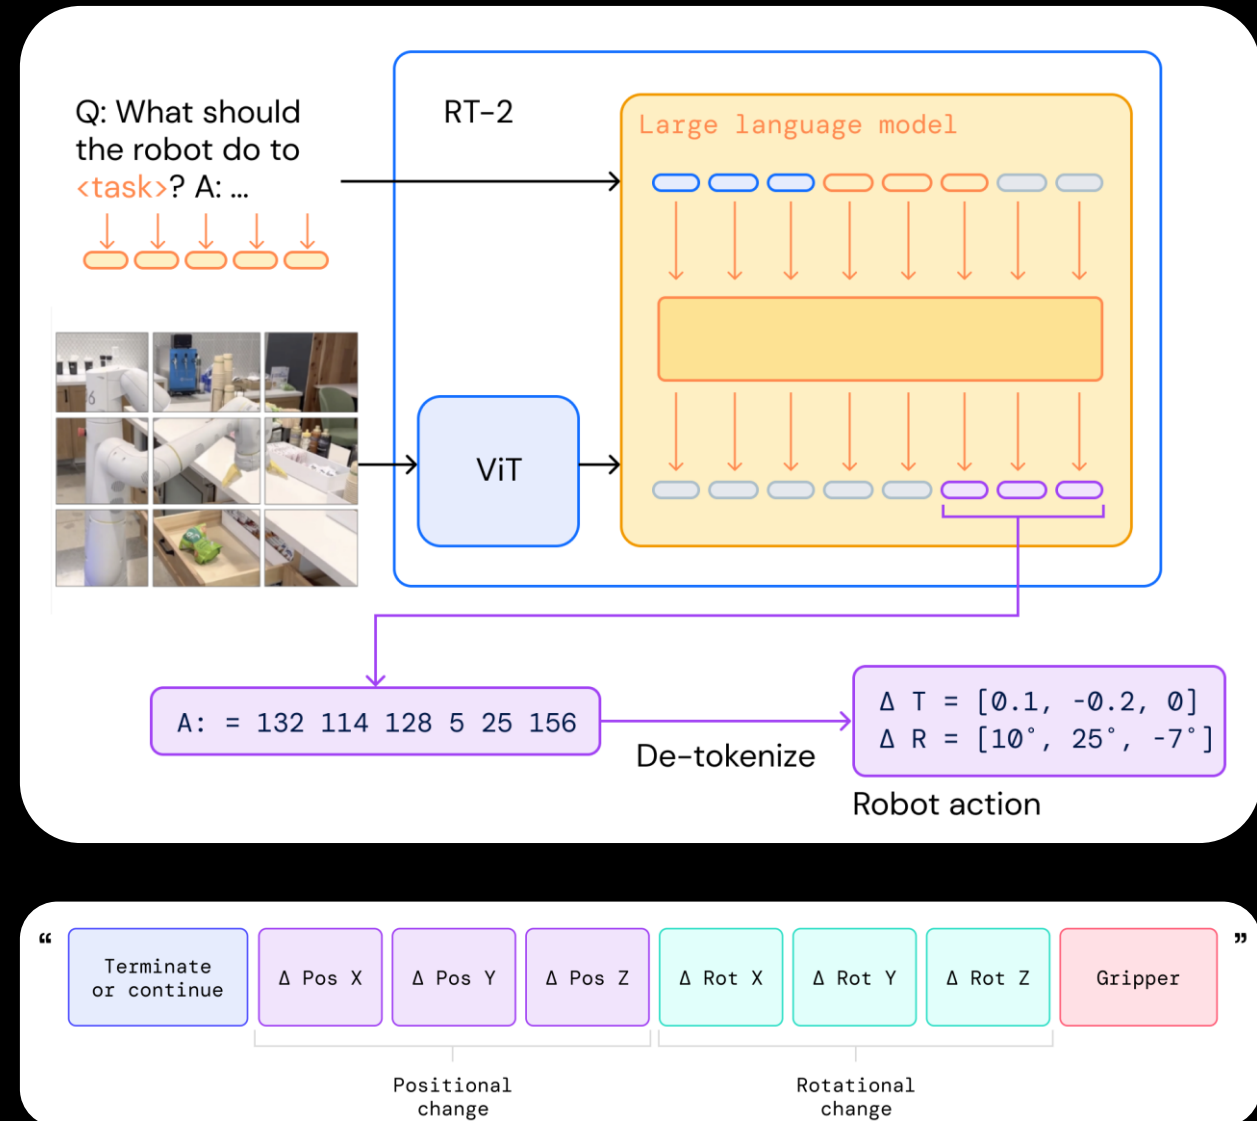 Q: What should
the robot do to
<task>? A: ...
RT-2
Large language model
ViT
6
A: = 132 114 128 5 25 156
De-tokenize
Δ T = [0.1, -0.2, 0]
Δ R = [10°, 25°, -7°]
Robot action
“
Terminate
or continue
Δ Pos X
Δ Pos Y
Δ Pos Z
Δ Rot X
Δ Rot Y
Δ Rot Z
Gripper
”
Positional
change
Rotational
change